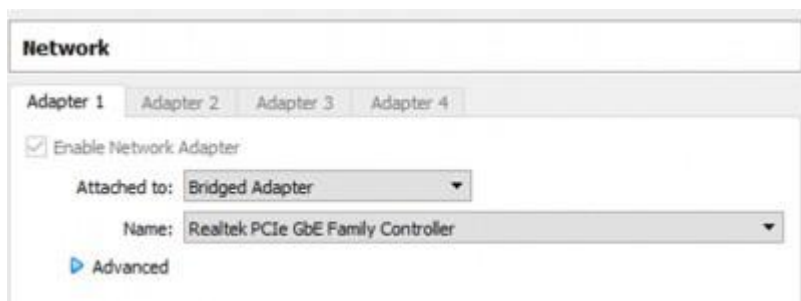 Network
Adapter 1 Adapter 2 Adapter 3 Adapter 4
Enable Network Adapter
Attached to: Bridged Adapter
Name: Realtek PCIe GbE Family Controller
Advanced